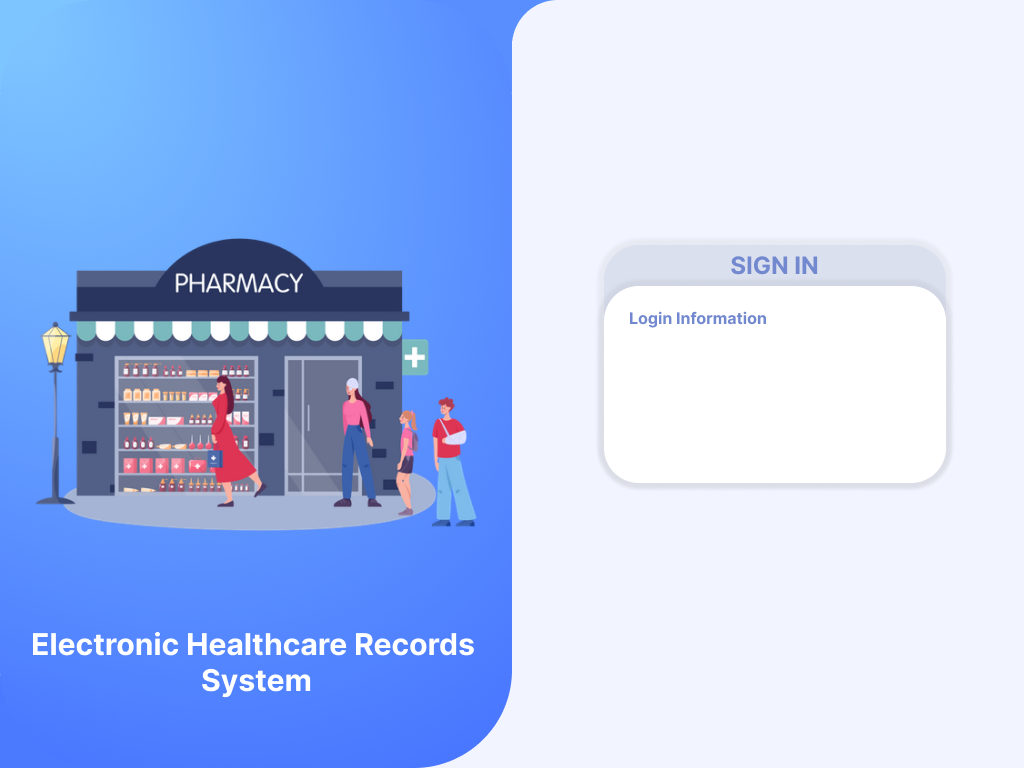 PHARMACY
Electronic Healthcare Records
System
SIGN IN
Login Information